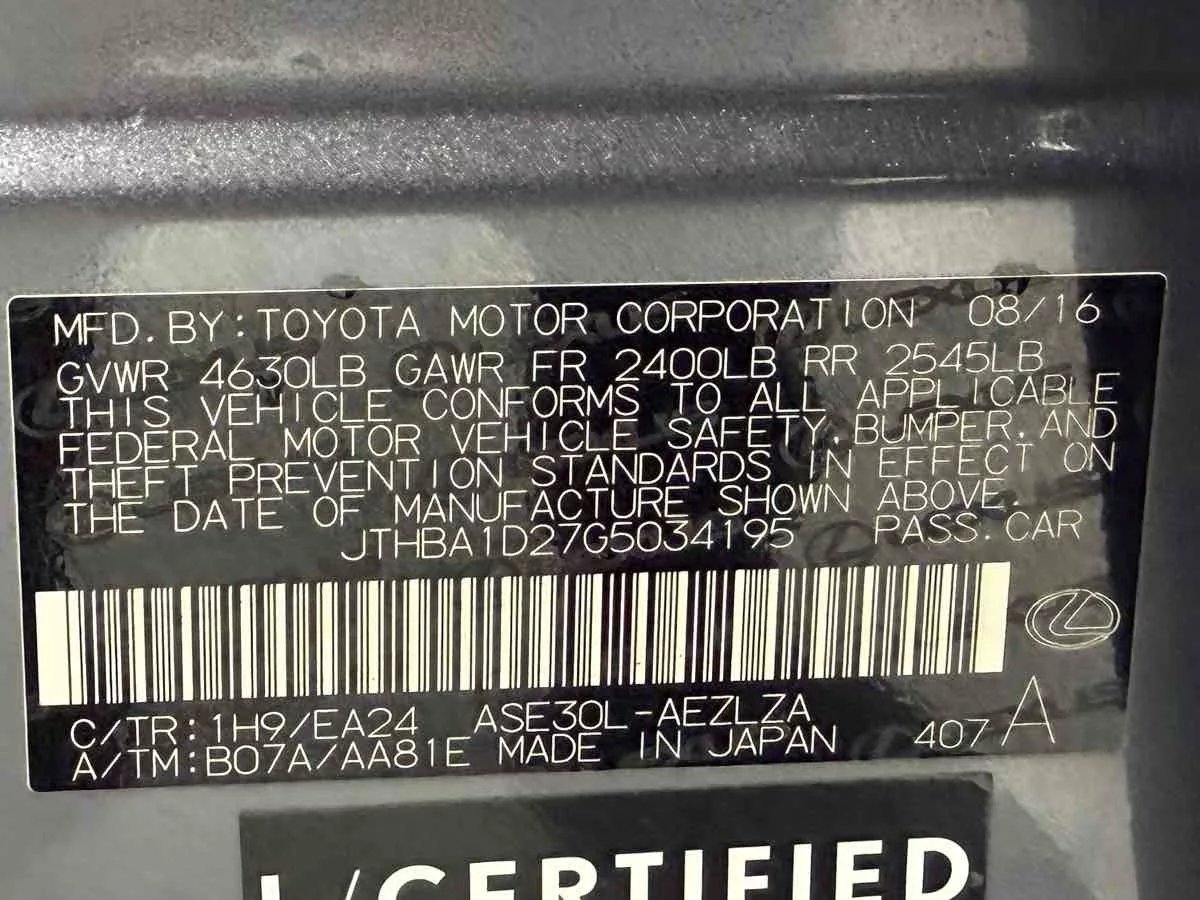 MFD. BY: TOYOTA MOTOR CORPORATION 08/16
GVWR 4630LB GAWR FR 2400LB RR 2545LB
THIS VEHICLE CONFORMS TO ALL APPLICABLE
FEDERAL MOTOR VEHICLE SAFETY, BUMPER, AND
THEFT PREVENTION STANDARDS IN EFFECT ON
THE DATE OF MANUFACTURE SHOWN ABOVE.
JTHBA1D27G5034195 PASS. CAR
C/TR: 1H9/EA24 ASE30L-AEZLZA
A/TM: B07A/AA81E MADE IN JAPAN 407 A
L/CERTIFIED